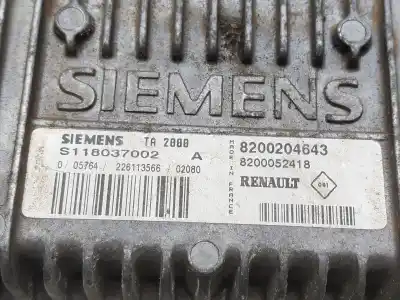 SIEMENS
SIEMENS TA 2000
S118037002 A
D 05764 / 226113566 / 02080
MADE IN FRANCE
8200204643
8200052418
RENAULT